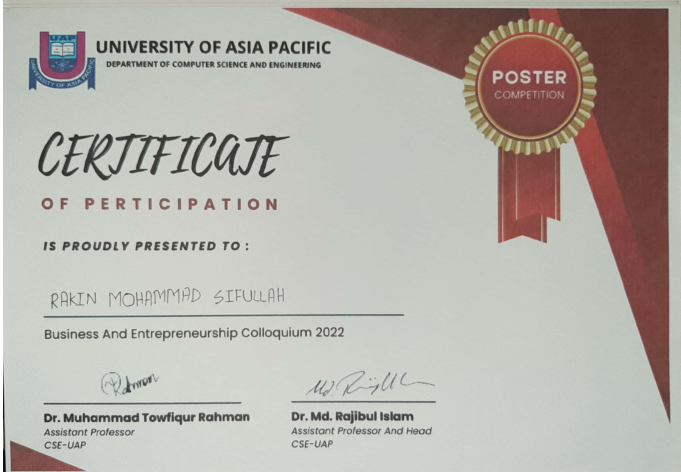 UAP
UNIVERSITY OF ASIA PACIFIC
UNIVERSITY OF ASIA PACIFIC
DEPARTMENT OF COMPUTER SCIENCE AND ENGINEERING
POSTER
COMPETITION
CERTIFICATE
OF PERTICIPATION
IS PROUDLY PRESENTED TO :
RAKIN MOHAMMAD SIFULLAH
Business And Entrepreneurship Colloquium 2022
Rahman
Dr. Muhammad Towfiqur Rahman
Assistant Professor
CSE-UAP
Dr. Md. Rajibul Islam
Assistant Professor And Head
CSE-UAP